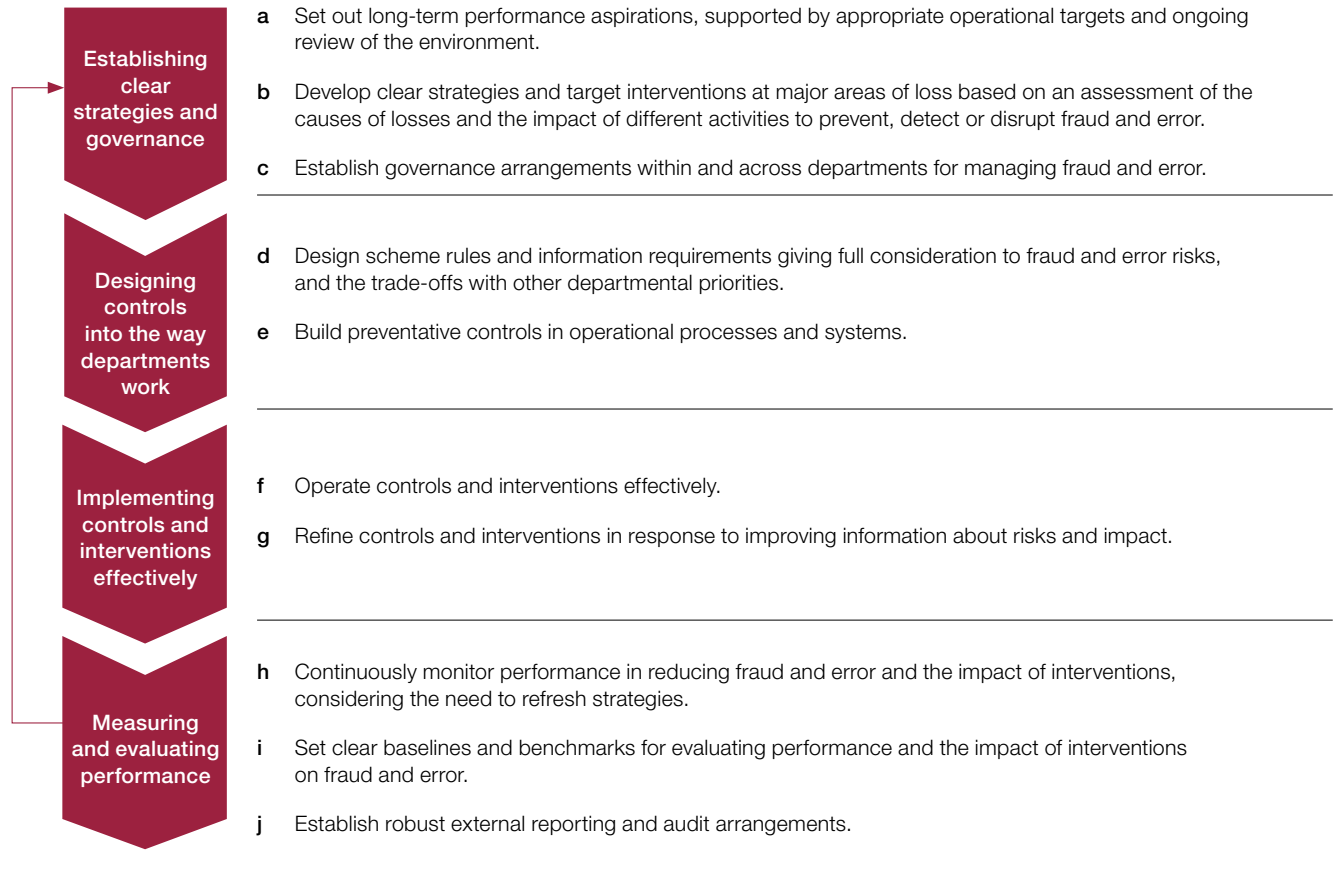 Establishing
clear
strategies and
governance
a Set out long-term performance aspirations, supported by appropriate operational targets and ongoing
review of the environment.
b Develop clear strategies and target interventions at major areas of loss based on an assessment of the
causes of losses and the impact of different activities to prevent, detect or disrupt fraud and error.
c Establish governance arrangements within and across departments for managing fraud and error.
Designing
controls
into the way
departments
work
d Design scheme rules and information requirements giving full consideration to fraud and error risks,
and the trade-offs with other departmental priorities.
e Build preventative controls in operational processes and systems.
Implementing
controls and
interventions
effectively
f Operate controls and interventions effectively.
g Refine controls and interventions in response to improving information about risks and impact.
Measuring
and evaluating
performance
h Continuously monitor performance in reducing fraud and error and the impact of interventions,
considering the need to refresh strategies.
i Set clear baselines and benchmarks for evaluating performance and the impact of interventions
on fraud and error.
j Establish robust external reporting and audit arrangements.